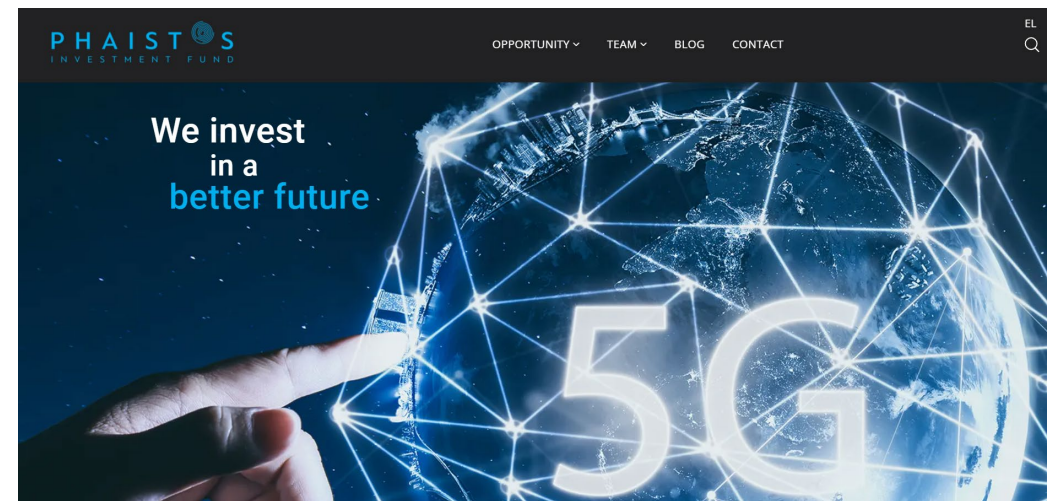 PHAISTOS
INVESTMENT FUND
OPPORTUNITY TEAM BLOG CONTACT
EL
We invest
in a
better future
5G